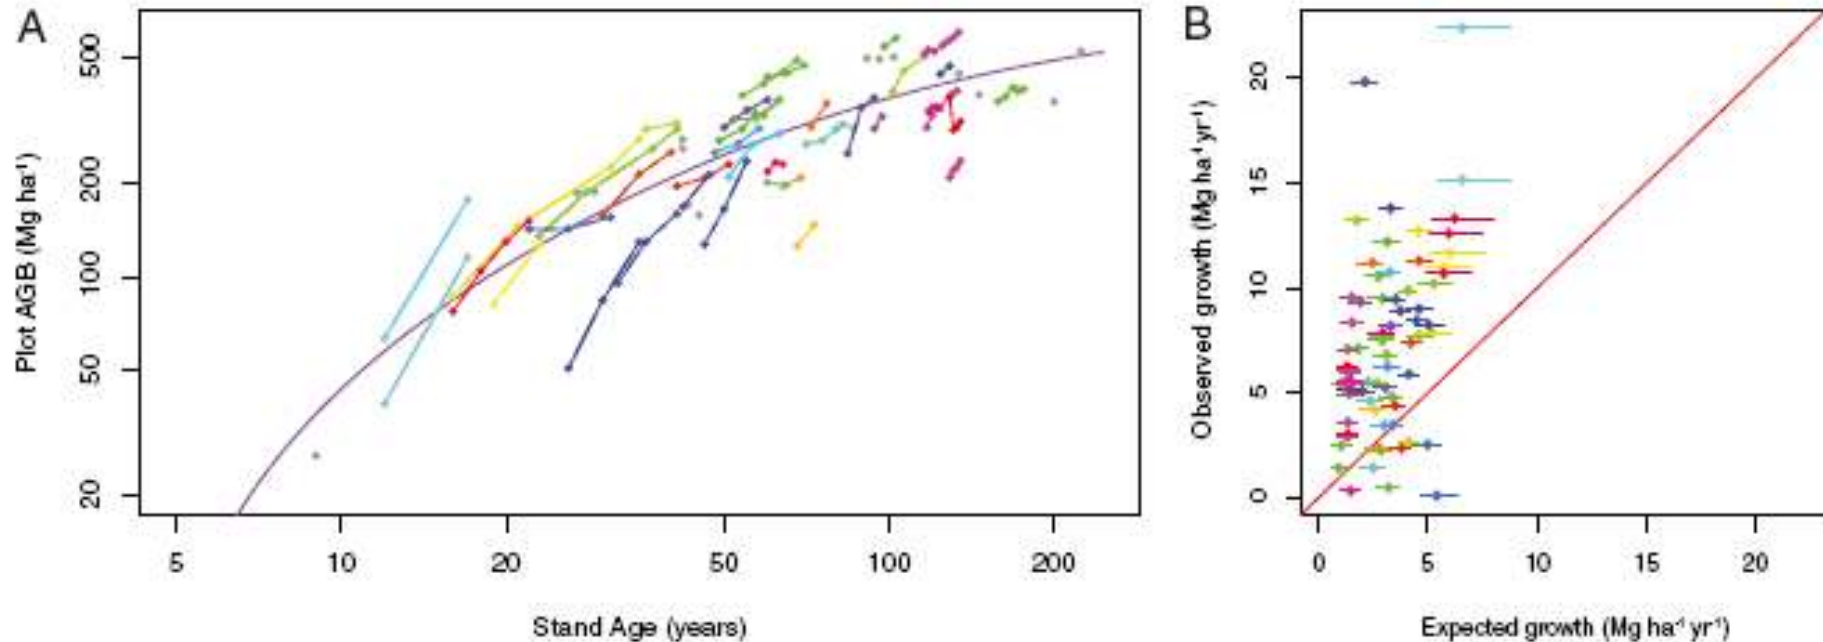 A
500
200
100
50
20
Plot AGB (Mg ha⁻¹)
5 10 20 50 100 200
Stand Age (years)
B
20
15
10
5
0
Observed growth (Mg ha⁻¹ yr⁻¹)
0 5 10 15 20
Expected growth (Mg ha⁻¹ yr⁻¹)